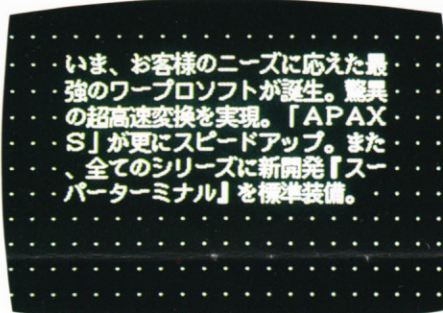 いま、お客様のニーズに応えた最
強のワープロソフトが誕生。驚異
の超高速変換を実現。「APAX
S」が更にスピードアップ。また
、全てのシリーズに新開発『スー
パーターミナル』を標準装備。